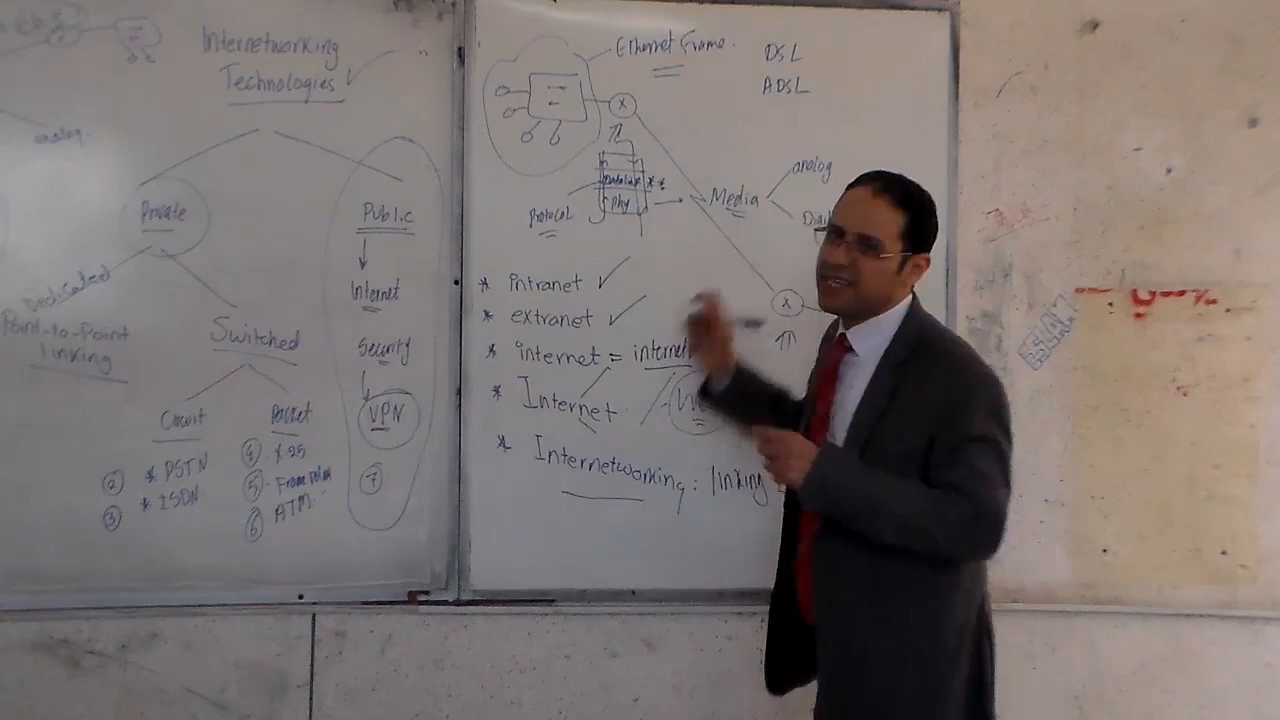 Internetworking
Technologies
analog
Private
Public
Internet
Security
VPN
7
Dedicated
Point-to-Point
linking
Switched
Circuit
2 * PSTN
3 * ISDN
Packet
4 X25
5 Frame
6 ATM
Ethernet Frame
DSL
ADSL
X
Datalink **
Phy
Protocol
Media
analog
X
* intranet
* extranet
* internet = internet
* Internet
* Internetworking : linking